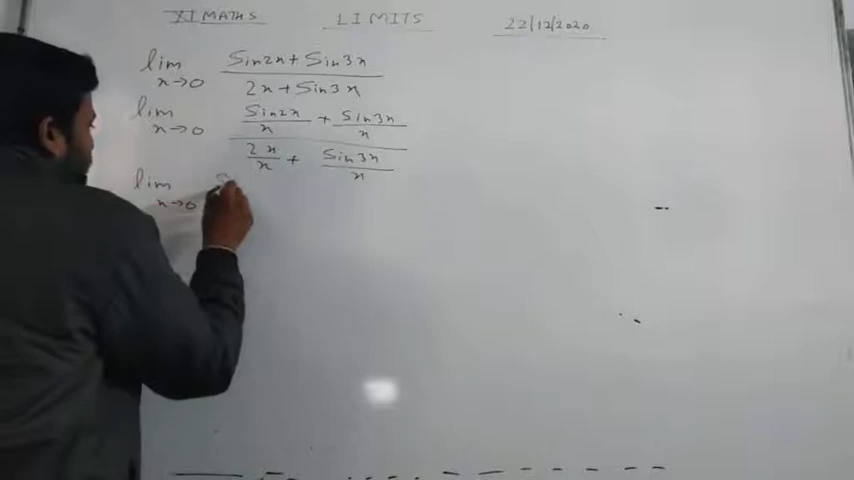 XI MATHS LIMITS 22/12/2020
lim x→0 (Sin2x + Sin3x) / (2x + Sin3x)
lim x→0 (Sin2x/x + Sin3x/x) / (2x/x + Sin3x/x)
lim x→0 S